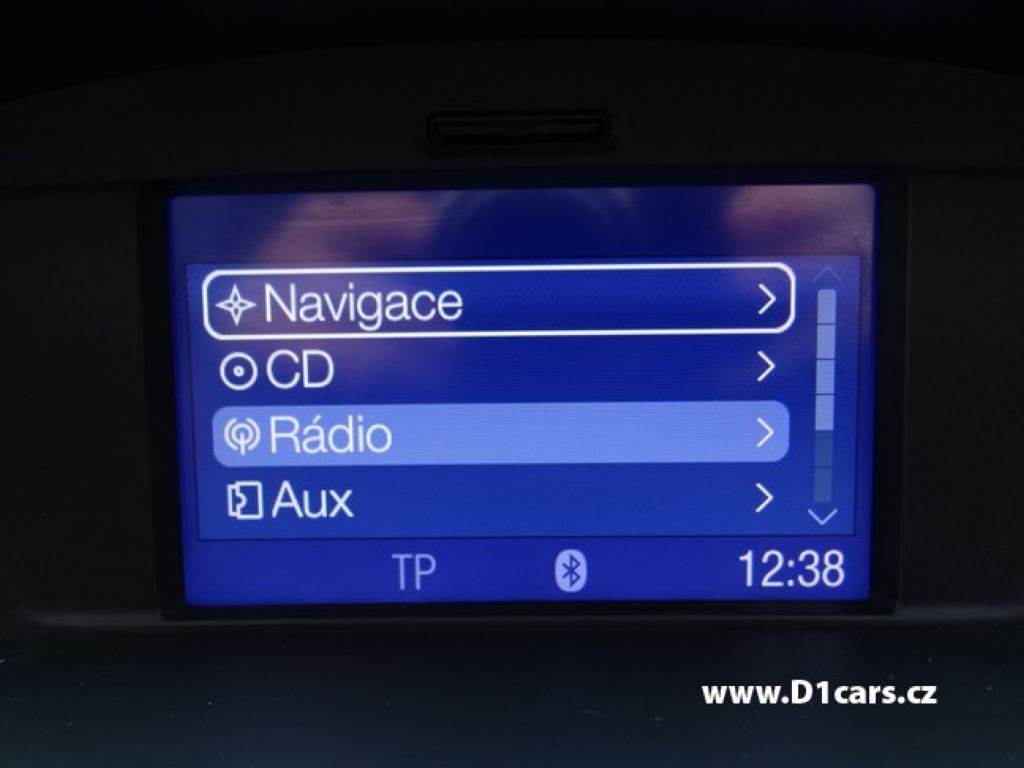 Navigace
CD
Rádio
Aux
TP 12:38
www.D1cars.cz